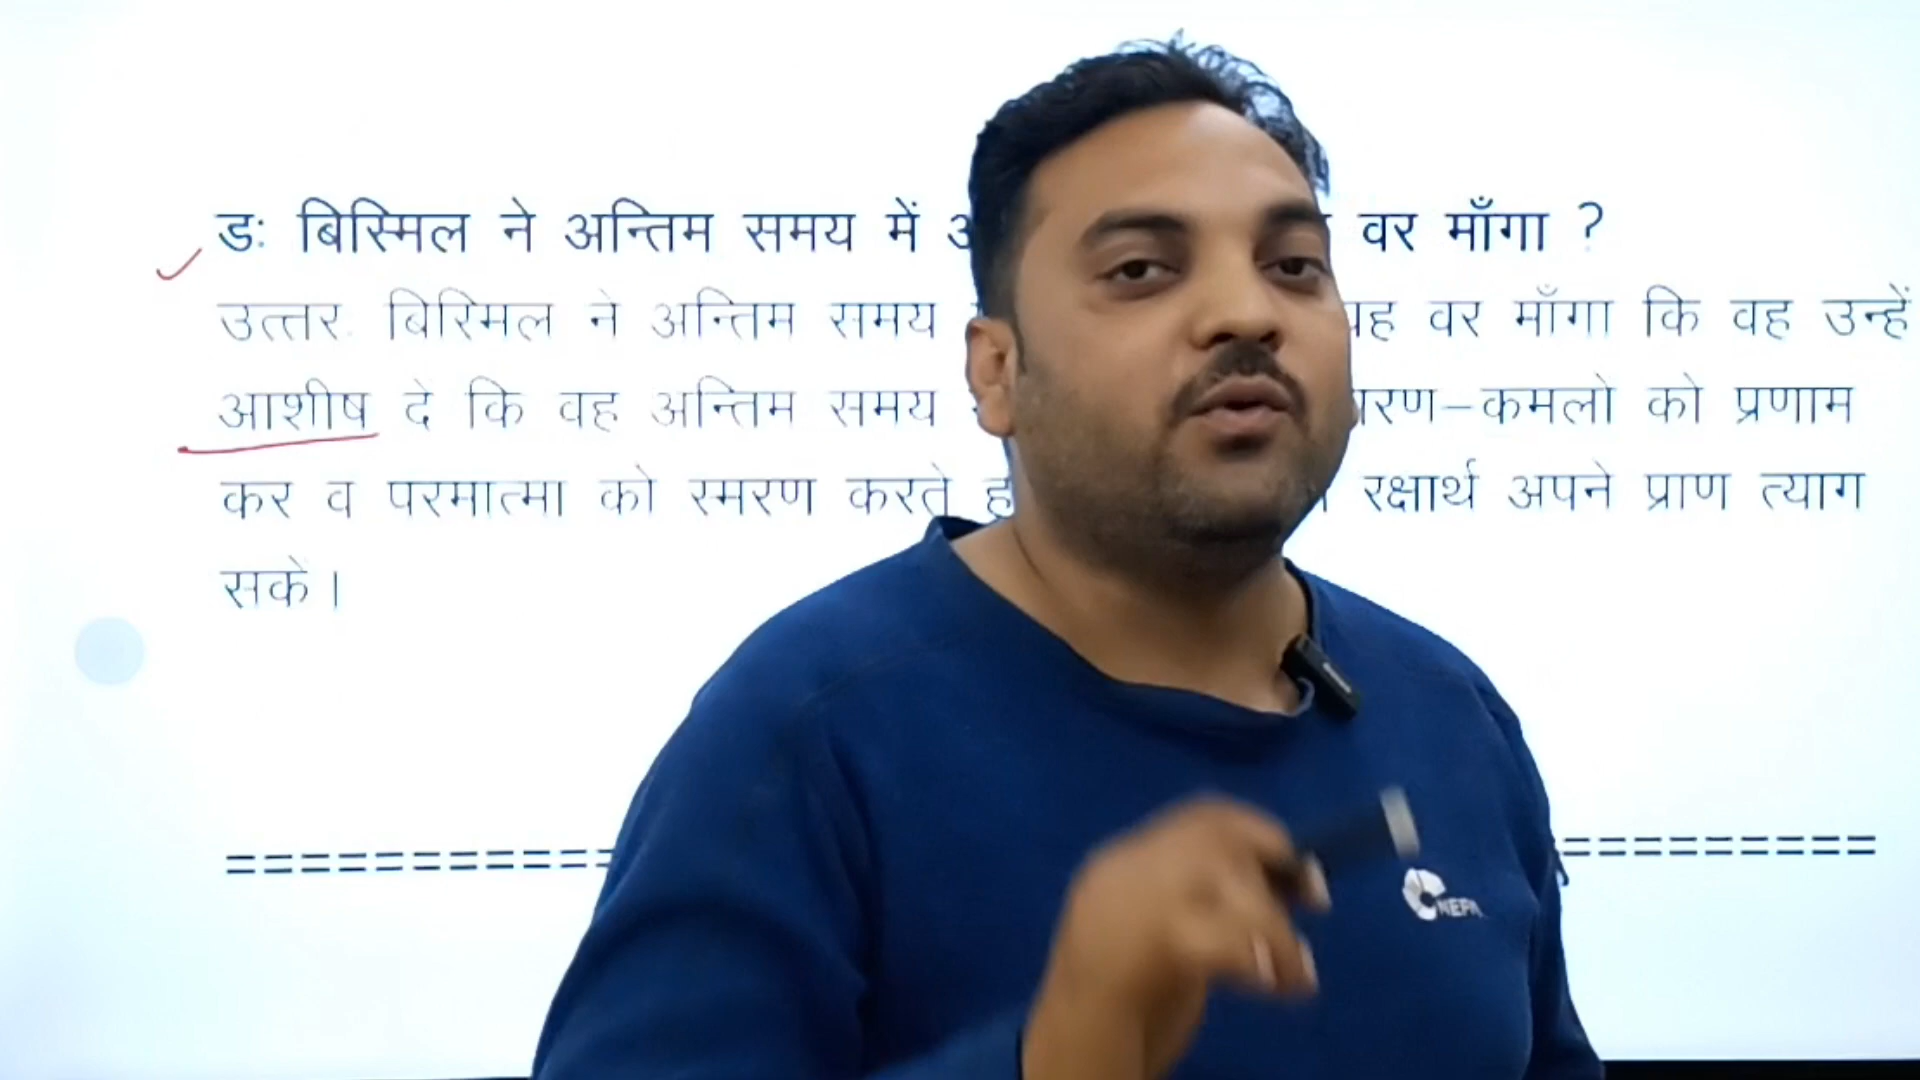 डः बिस्मिल ने अन्तिम समय में वर माँगा ?
उत्तर. बिस्मिल ने अन्तिम समय यह वर माँगा कि वह उन्हें
आशीष दे कि वह अन्तिम समय चरण–कमलो को प्रणाम
कर व परमात्मा को स्मरण करते रक्षार्थ अपने प्राण त्याग
सकें।